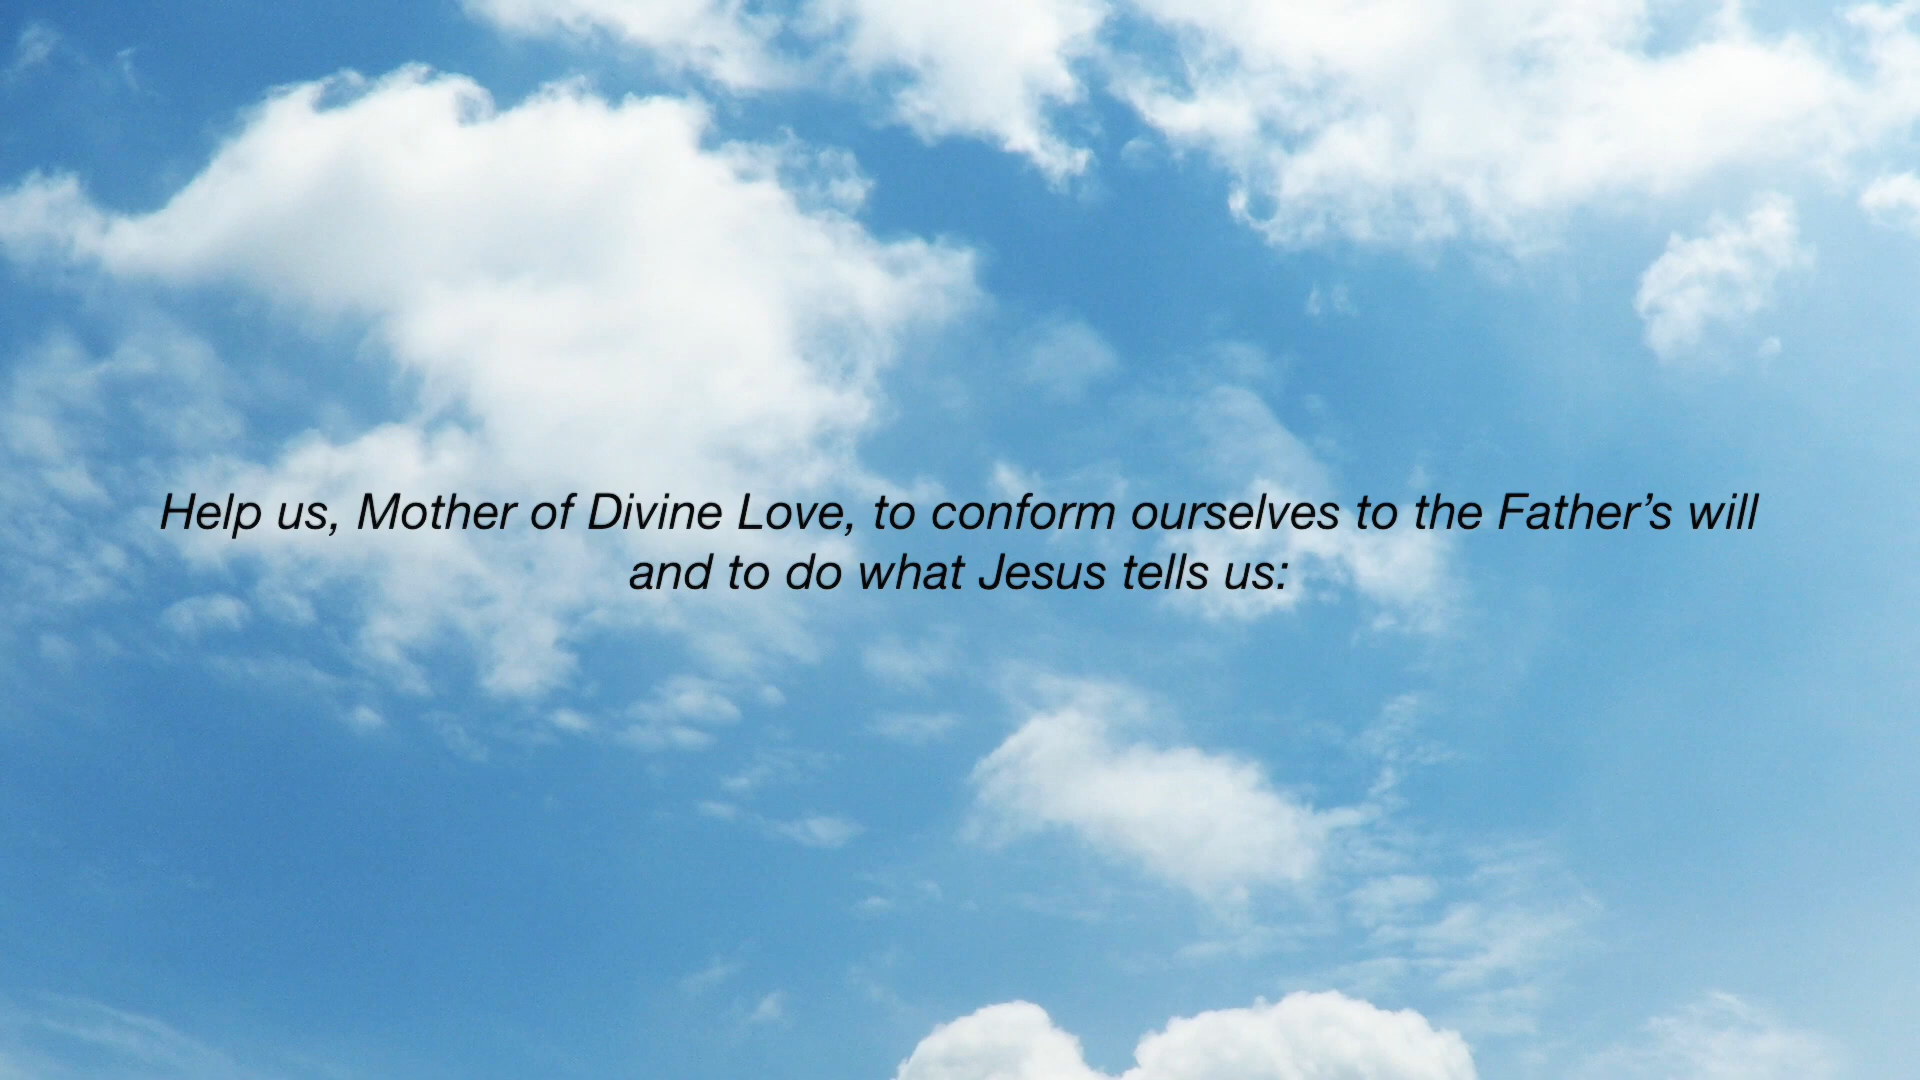 Help us, Mother of Divine Love, to conform ourselves to the Father’s will
and to do what Jesus tells us: